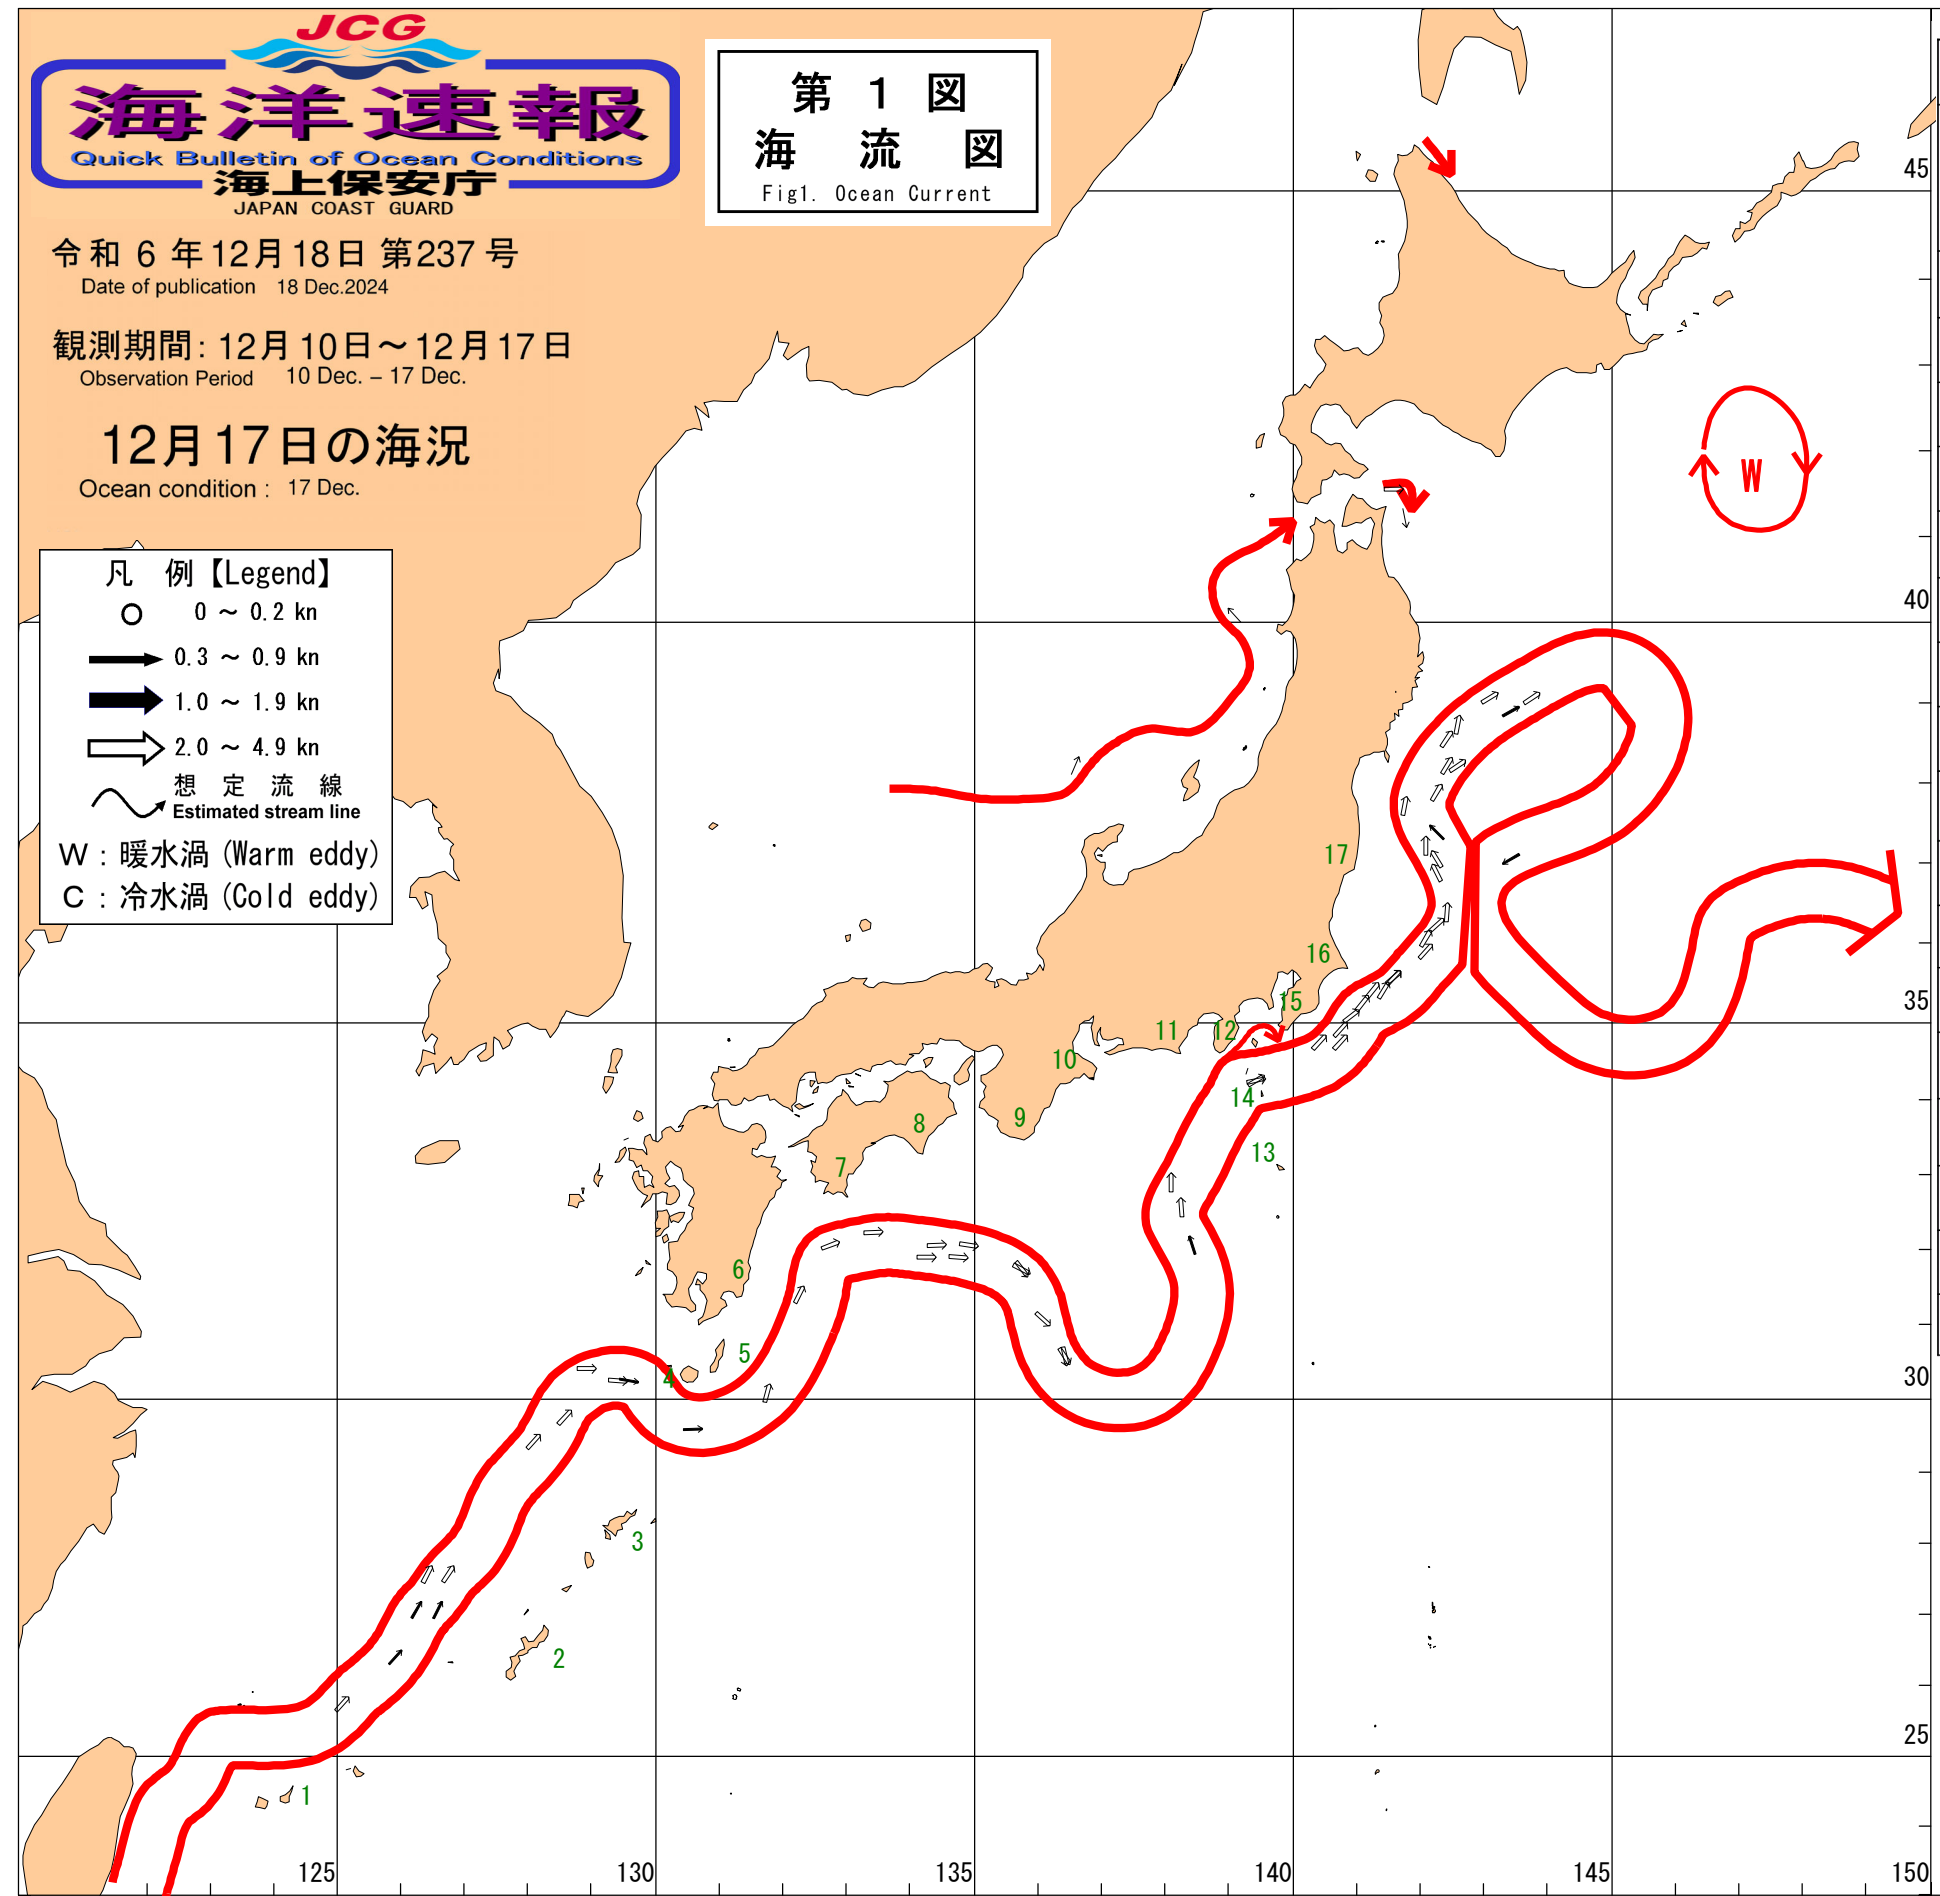 JCG
海洋速報
Quick Bulletin of Ocean Conditions
海上保安庁
JAPAN COAST GUARD
第 1 図
海 流 図
Fig1. Ocean Current
令和 6 年12月18日 第237号
Date of publication 18 Dec.2024
観測期間: 12月10日～12月17日
Observation Period 10 Dec. – 17 Dec.
12月17日の海況
Ocean condition : 17 Dec.
凡 例【Legend】
0 ～ 0.2 kn
0.3 ～ 0.9 kn
1.0 ～ 1.9 kn
2.0 ～ 4.9 kn
想 定 流 線
Estimated stream line
W : 暖水渦 (Warm eddy)
C : 冷水渦 (Cold eddy)
45
W
40
17
16
35
15
12
11
10
14
9
8
13
7
6
5
4
30
3
2
25
1
125
130
135
140
145
150